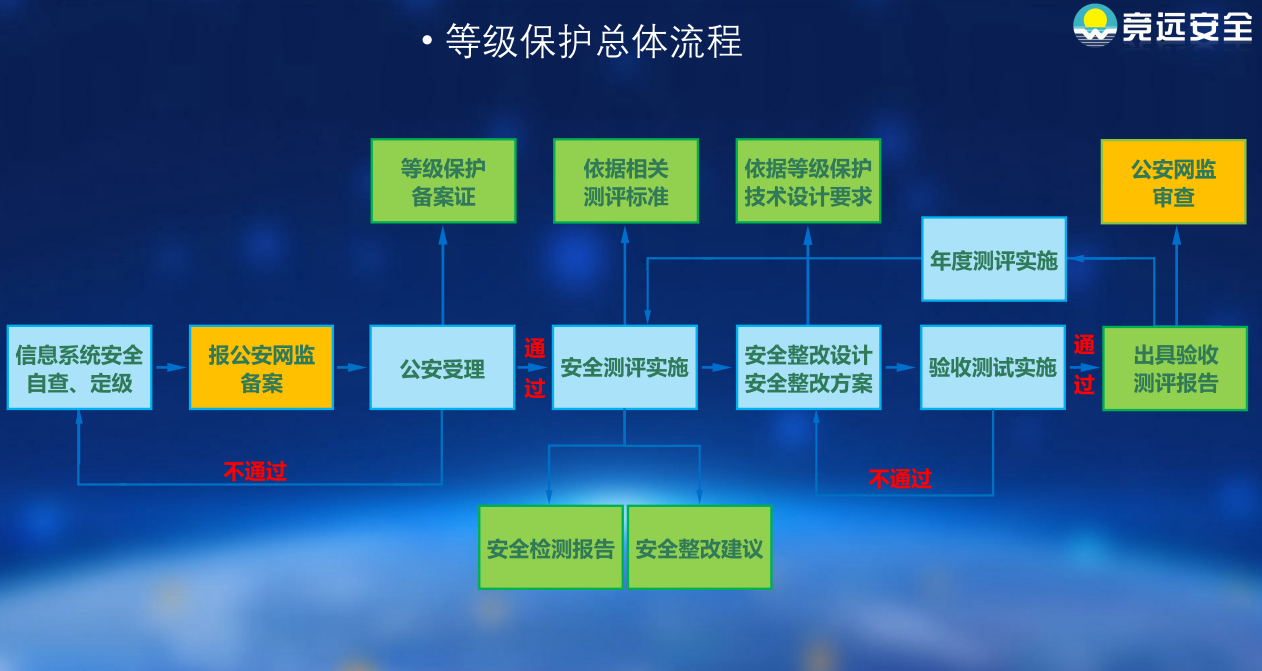 • 等级保护总体流程
竞远安全
等级保护
备案证
依据相关
测评标准
依据等级保护
技术设计要求
公安网监
审查
年度测评实施
信息系统安全
自查、定级
报公安网监
备案
公安受理
通
过
安全测评实施
安全整改设计
安全整改方案
验收测试实施
通
过
出具验收
测评报告
不通过
不通过
安全检测报告
安全整改建议